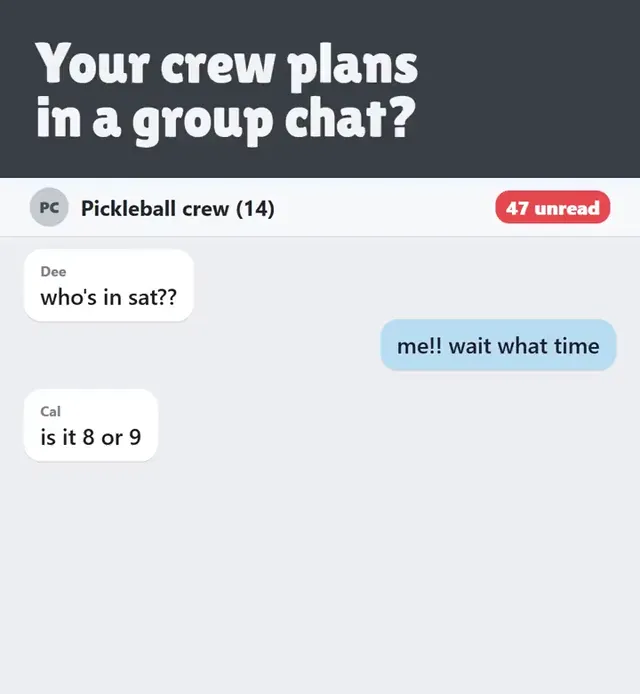 Your crew plans
in a group chat?
PC Pickleball crew (14) 47 unread
Dee
who's in sat??
me!! wait what time
Cal
is it 8 or 9